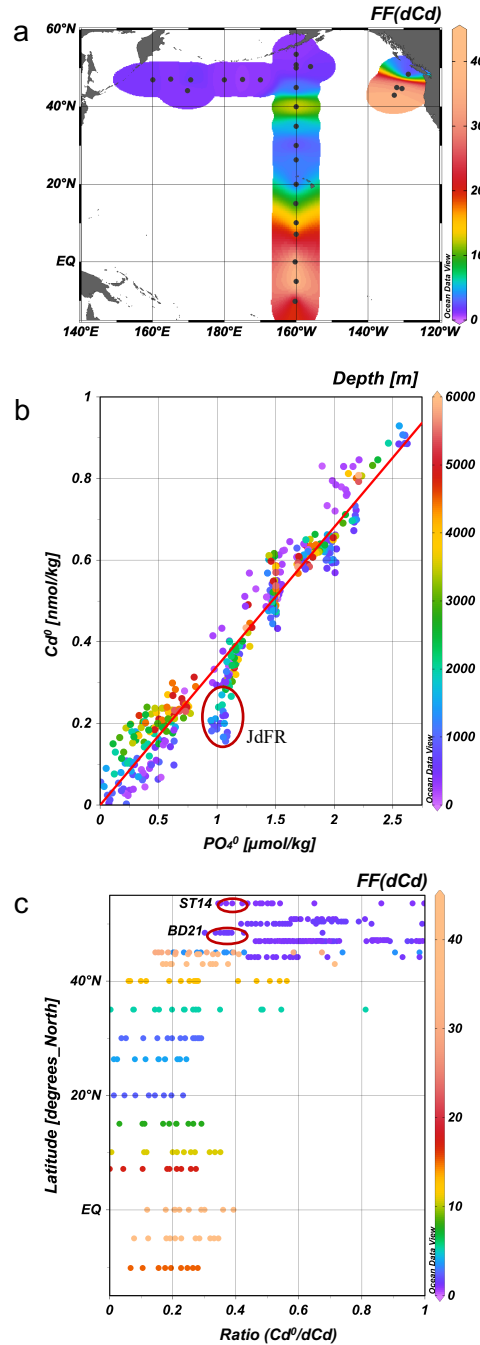 a
FF(dCd)
60°N
40°N
20°N
EQ
140°E
160°E
180°E
160°W
140°W
120°W
40
30
20
10
0
Ocean Data View
b
Depth [m]
1
0.8
0.6
0.4
0.2
0
Cd⁰ [nmol/kg]
JdFR
0
0.5
1
1.5
2
2.5
PO₄⁰ [µmol/kg]
6000
5000
4000
3000
2000
1000
0
Ocean Data View
c
FF(dCd)
ST14
BD21
40°N
20°N
EQ
Latitude [degrees_North]
0
0.2
0.4
0.6
0.8
1
Ratio (Cd⁰/dCd)
40
30
20
10
0
Ocean Data View